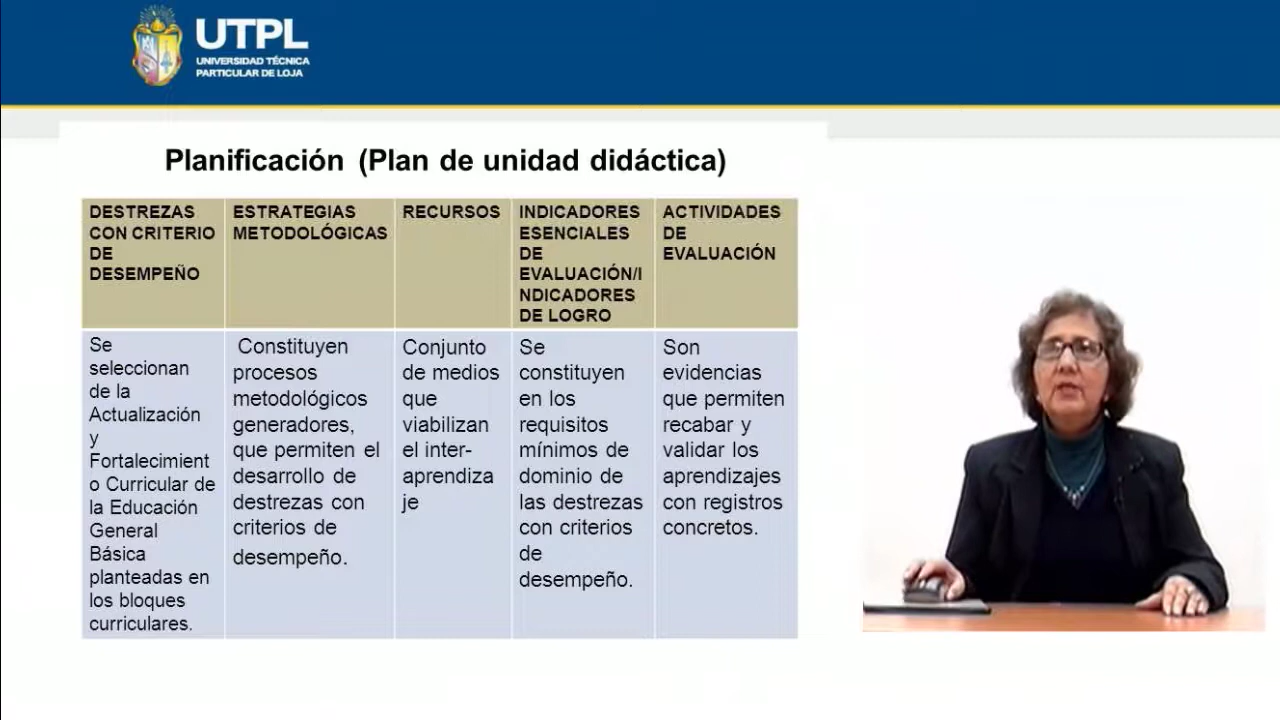 UTPL
UNIVERSIDAD TÉCNICA
PARTICULAR DE LOJA
Planificación (Plan de unidad didáctica)
DESTREZAS
CON CRITERIO
DE
DESEMPEÑO
ESTRATEGIAS
METODOLÓGICAS
RECURSOS
INDICADORES
ESENCIALES
DE
EVALUACIÓN/I
NDICADORES
DE LOGRO
ACTIVIDADES
DE
EVALUACIÓN
Se
seleccionan
de la
Actualización
y
Fortalecimient
o Curricular de
la Educación
General
Básica
planteadas en
los bloques
curriculares.
Constituyen
procesos
metodológicos
generadores,
que permiten el
desarrollo de
destrezas con
criterios de
desempeño.
Conjunto
de medios
que
viabilizan
el inter-
aprendiza
je
Se
constituyen
en los
requisitos
mínimos de
dominio de
las destrezas
con criterios
de
desempeño.
Son
evidencias
que permiten
recabar y
validar los
aprendizajes
con registros
concretos.